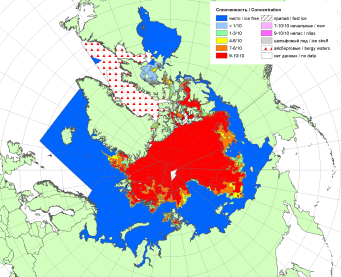 Сплоченность / Concentration
чисто / ice free
< 1/10
1-3/10
4-6/10
7-8/10
9-10/10
припай / fast ice
7-10/10 начальные / new
9-10/10 нилас / nilas
шельфовый лед / ice shelf
айсберговые / bergy waters
нет данных / no data